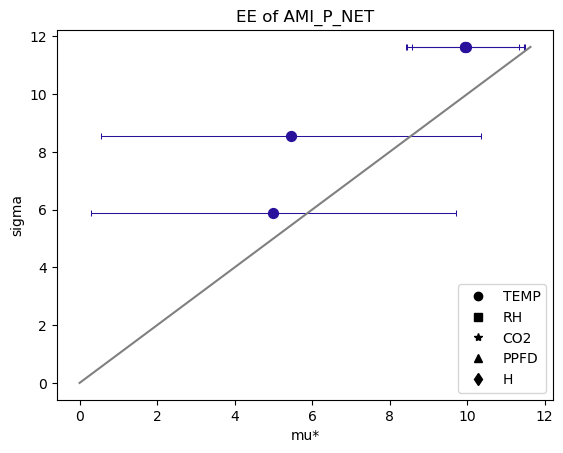 EE of AMI_P_NET
12
10
8
6
4
2
0
sigma
0 2 4 6 8 10 12
mu*
TEMP
RH
CO2
PPFD
H